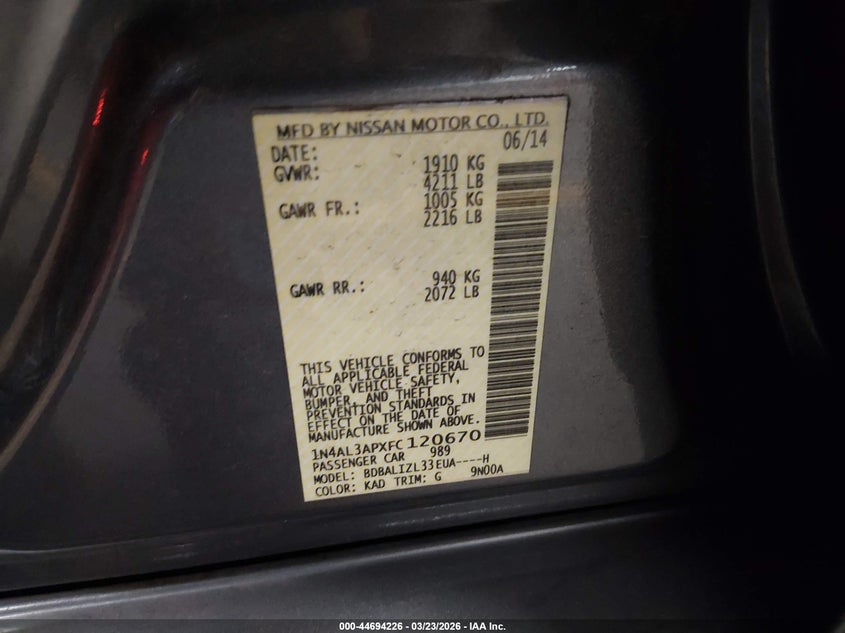 MFD BY NISSAN MOTOR CO., LTD.
DATE: 06/14
GVWR: 1910 KG
4211 LB
GAWR FR.: 1005 KG
2216 LB
GAWR RR.: 940 KG
2072 LB
THIS VEHICLE CONFORMS TO
ALL APPLICABLE FEDERAL
MOTOR VEHICLE SAFETY,
BUMPER, AND THEFT
PREVENTION STANDARDS IN
EFFECT ON THE DATE OF
MANUFACTURE SHOWN ABOVE.
1N4AL3APXFC120670
PASSENGER CAR 989
MODEL: BDBALIZL33EUA----H
COLOR: KAD TRIM: G 9N00A
000-44694226 | 03/23/2026 – IAA Inc.